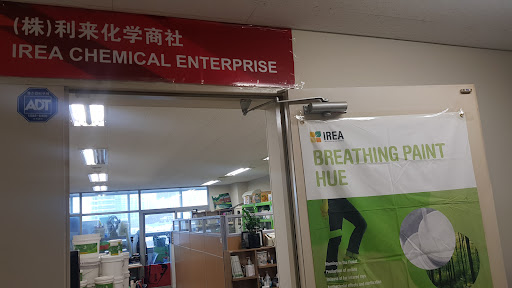 (株)利来化学商社
IREA CHEMICAL ENTERPRISE
ADT
IREA
BREATHING PAINT
HUE